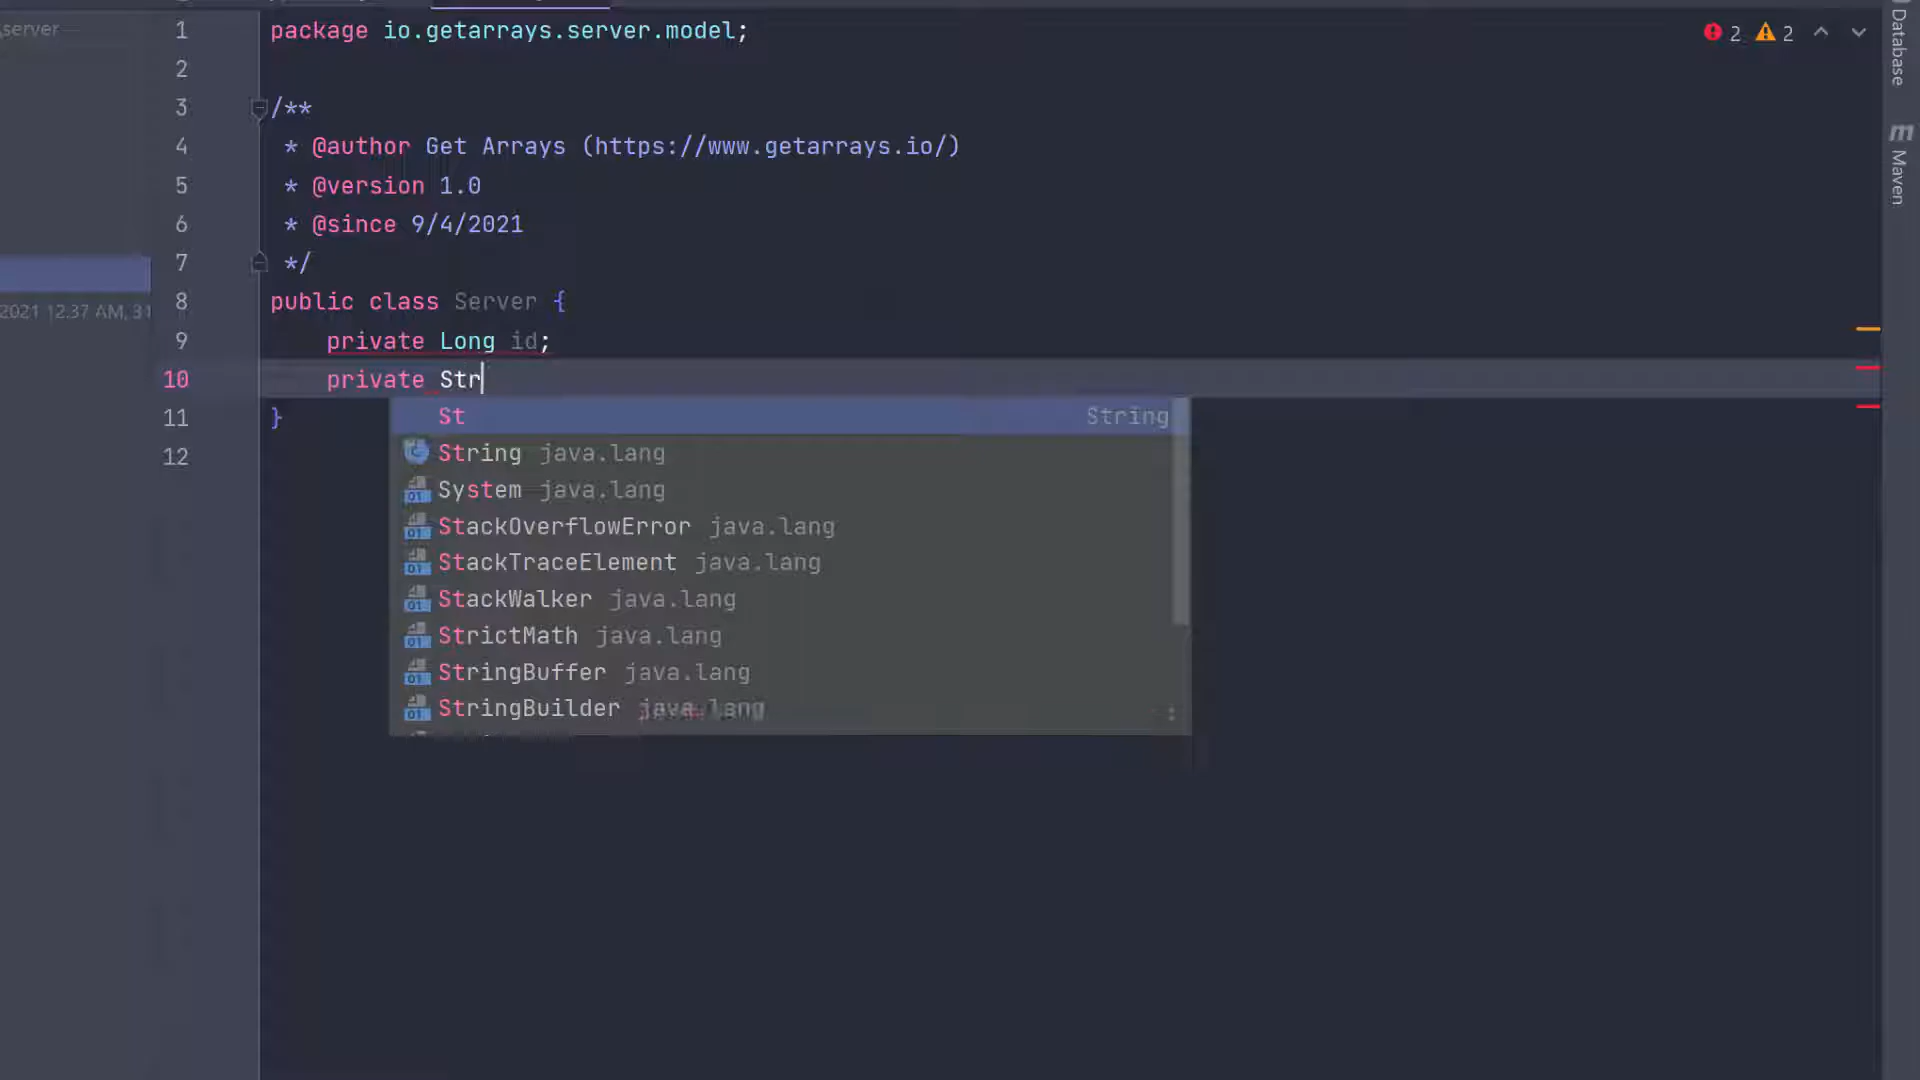 server
1 package io.getarrays.server.model;
2
3 /**
4 * @author Get Arrays (https://www.getarrays.io/)
5 * @version 1.0
6 * @since 9/4/2021
7 */
8 public class Server {
9 private Long id;
10 private Str
11 }
12
2021 12:37 AM, 31
St String
String java.lang
System java.lang
StackOverflowError java.lang
StackTraceElement java.lang
StackWalker java.lang
StrictMath java.lang
StringBuffer java.lang
StringBuilder java.lang
2 2
Database
m Maven